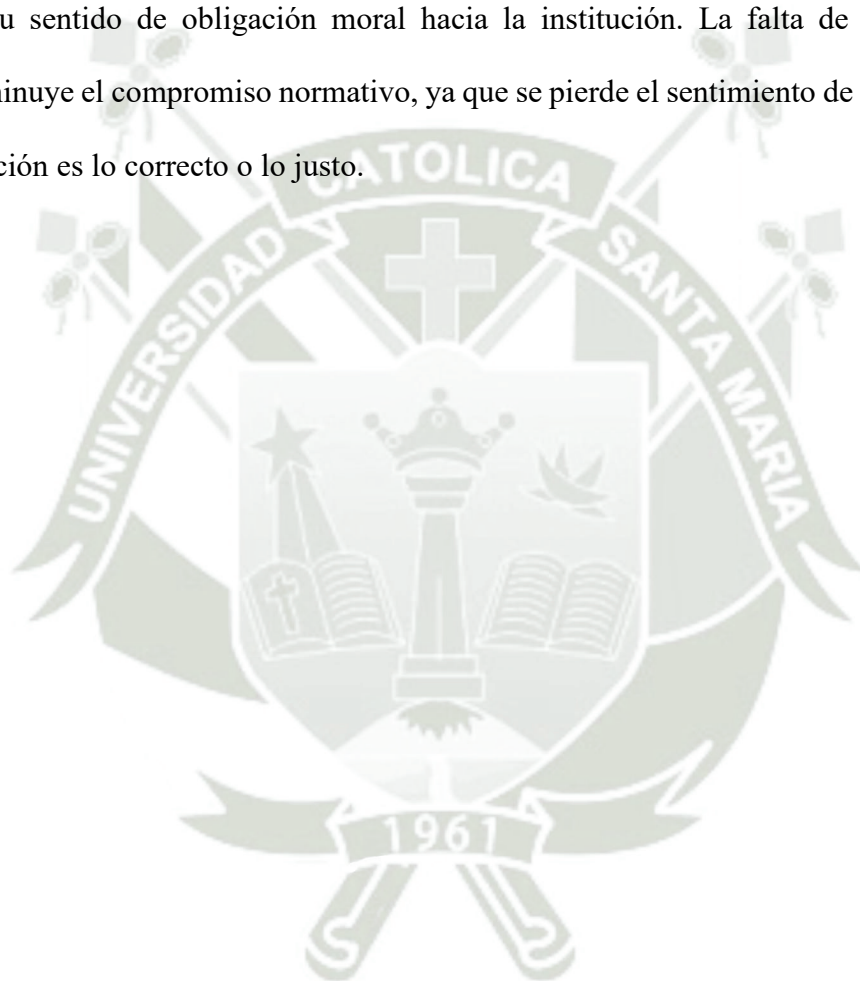 u sentido de obligación moral hacia la institución. La falta de
inuye el compromiso normativo, ya que se pierde el sentimiento de
ción es lo correcto o lo justo.
UNIVERSIDAD CATOLICA SANTA MARIA
1961